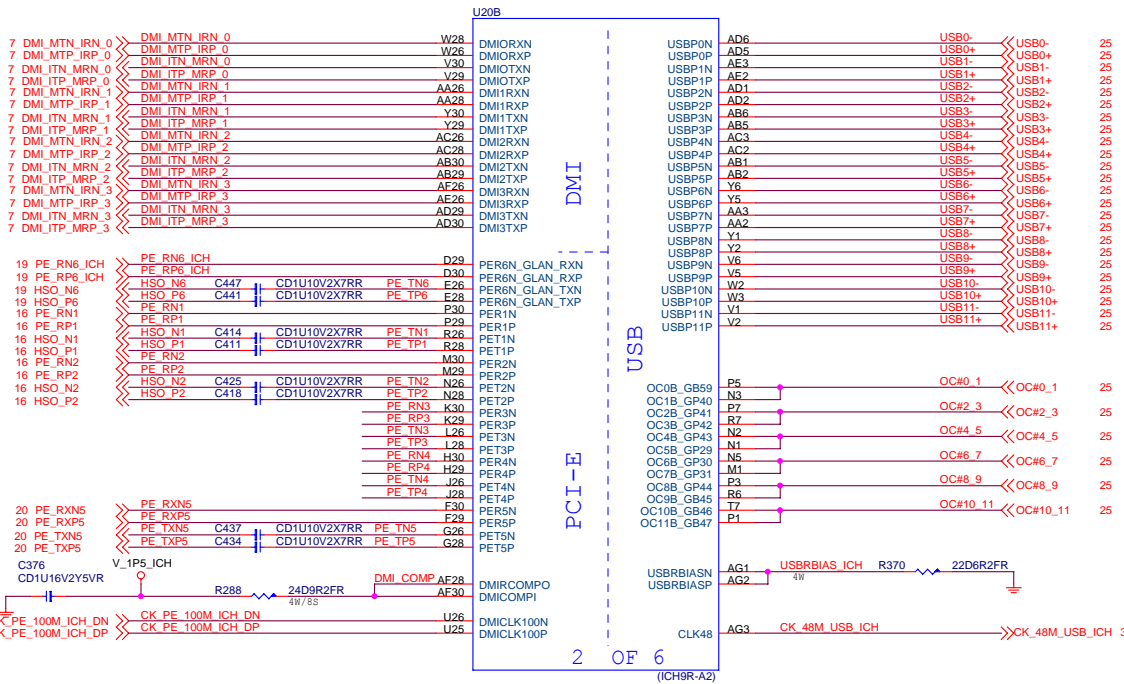 U20B
7 DMI_MTN_IRN_0 DMI_MTN_IRN_0 W28 DMIORXN USBP0N AD6 USB0- USB0- 25
7 DMI_MTP_IRP_0 DMI_MTP_IRP_0 W26 DMIORXP USBP0P AD5 USB0+ USB0+ 25
7 DMI_ITN_MRN_0 DMI_ITN_MRN_0 V30 DMIOTXN USBP1N AE3 USB1- USB1- 25
7 DMI_ITP_MRP_0 DMI_ITP_MRP_0 V29 DMIOTXP USBP1P AE2 USB1+ USB1+ 25
7 DMI_MTN_IRN_1 DMI_MTN_IRN_1 AA26 DMI1RXN USBP2N AD1 USB2- USB2- 25
7 DMI_MTP_IRP_1 DMI_MTP_IRP_1 AA28 DMI1RXP USBP2P AD2 USB2+ USB2+ 25
7 DMI_ITN_MRN_1 DMI_ITN_MRN_1 Y30 DMI1TXN USBP3N AB6 USB3- USB3- 25
7 DMI_ITP_MRP_1 DMI_ITP_MRP_1 Y29 DMI1TXP USBP3P AB5 USB3+ USB3+ 25
7 DMI_MTN_IRN_2 DMI_MTN_IRN_2 AC26 DMI2RXN USBP4N AC3 USB4- USB4- 25
7 DMI_MTP_IRP_2 DMI_MTP_IRP_2 AC28 DMI2RXP USBP4P AC2 USB4+ USB4+ 25
7 DMI_ITN_MRN_2 DMI_ITN_MRN_2 AB30 DMI2TXN USBP5N AB1 USB5- USB5- 25
7 DMI_ITP_MRP_2 DMI_ITP_MRP_2 AB29 DMI2TXP USBP5P AB2 USB5+ USB5+ 25
7 DMI_MTN_IRN_3 DMI_MTN_IRN_3 AF26 DMI3RXN USBP6N Y6 USB6- USB6- 25
7 DMI_MTP_IRP_3 DMI_MTP_IRP_3 AE26 DMI3RXP USBP6P Y5 USB6+ USB6+ 25
7 DMI_ITN_MRN_3 DMI_ITN_MRN_3 AD29 DMI3TXN USBP7N AA3 USB7- USB7- 25
7 DMI_ITP_MRP_3 DMI_ITP_MRP_3 AD30 DMI3TXP USBP7P AA2 USB7+ USB7+ 25
DMI
USBP8N Y1 USB8- USB8- 25
USBP8P Y2 USB8+ USB8+ 25
19 PE_RN6_ICH PE_RN6_ICH D29 PER6N_GLAN_RXN USBP9N V6 USB9- USB9- 25
19 PE_RP6_ICH PE_RP6_ICH D30 PER6N_GLAN_RXP USBP9P V5 USB9+ USB9+ 25
19 HSO_N6 HSO_N6 C447 CD1U10V2X7RR PE_TN6 E26 PER6N_GLAN_TXN USBP10N W2 USB10- USB10- 25
19 HSO_P6 HSO_P6 C441 CD1U10V2X7RR PE_TP6 E28 PER6N_GLAN_TXP USBP10P W3 USB10+ USB10+ 25
16 PE_RN1 PE_RN1 P30 PER1N USBP11N V1 USB11- USB11- 25
16 PE_RP1 PE_RP1 P29 PER1P USBP11P V2 USB11+ USB11+ 25
16 HSO_N1 HSO_N1 C414 CD1U10V2X7RR PE_TN1 R26 PET1N
16 HSO_P1 HSO_P1 C411 CD1U10V2X7RR PE_TP1 R28 PET1P
USB
16 PE_RN2 PE_RN2 M30 PER2N
16 PE_RP2 PE_RP2 M29 PER2P
16 HSO_N2 HSO_N2 C425 CD1U10V2X7RR PE_TN2 N26 PET2N OC0B_GB59 P5 OC#0_1 OC#0_1 25
16 HSO_P2 HSO_P2 C418 CD1U10V2X7RR PE_TP2 N28 PET2P OC1B_GP40 N3
PE_RN3 K30 PER3N OC2B_GP41 P7 OC#2_3 OC#2_3 25
PE_RP3 K29 PER3P OC3B_GP42 R7
PE_TN3 L26 PET3N OC4B_GP43 N2 OC#4_5 OC#4_5 25
PE_TP3 L28 PET3P OC5B_GP29 N1
PE_RN4 H30 PER4N OC6B_GP30 N5 OC#6_7 OC#6_7 25
PE_RP4 H29 PER4P OC7B_GP31 M1
PE_TN4 J26 PET4N OC8B_GP44 P3 OC#8_9 OC#8_9 25
PE_TP4 J28 PET4P OC9B_GB45 R6
PCI-E
20 PE_RXN5 PE_RXN5 F30 PER5N OC10B_GB46 T7 OC#10_11 OC#10_11 25
20 PE_RXP5 PE_RXP5 F29 PER5P OC11B_GB47 P1
20 PE_TXN5 PE_TXN5 C437 CD1U10V2X7RR PE_TN5 G26 PET5N
20 PE_TXP5 PE_TXP5 C434 CD1U10V2X7RR PE_TP5 G28 PET5P
C376 V_1P5_ICH
CD1U16V2Y5VR DMI_COMP AF28 DMIRCOMPO USBRBIASN AG1 USBRBIAS_ICH R370 22D6R2FR
4W
R288 24D9R2FR AF30 DMICOMPI USBRBIASP AG2
4W/8S
K_PE_100M_ICH_DN CK_PE_100M_ICH_DN U26 DMICLK100N
K_PE_100M_ICH_DP CK_PE_100M_ICH_DP U25 DMICLK100P CLK48 AG3 CK_48M_USB_ICH CK_48M_USB_ICH 3
2 OF 6
(ICH9R-A2)